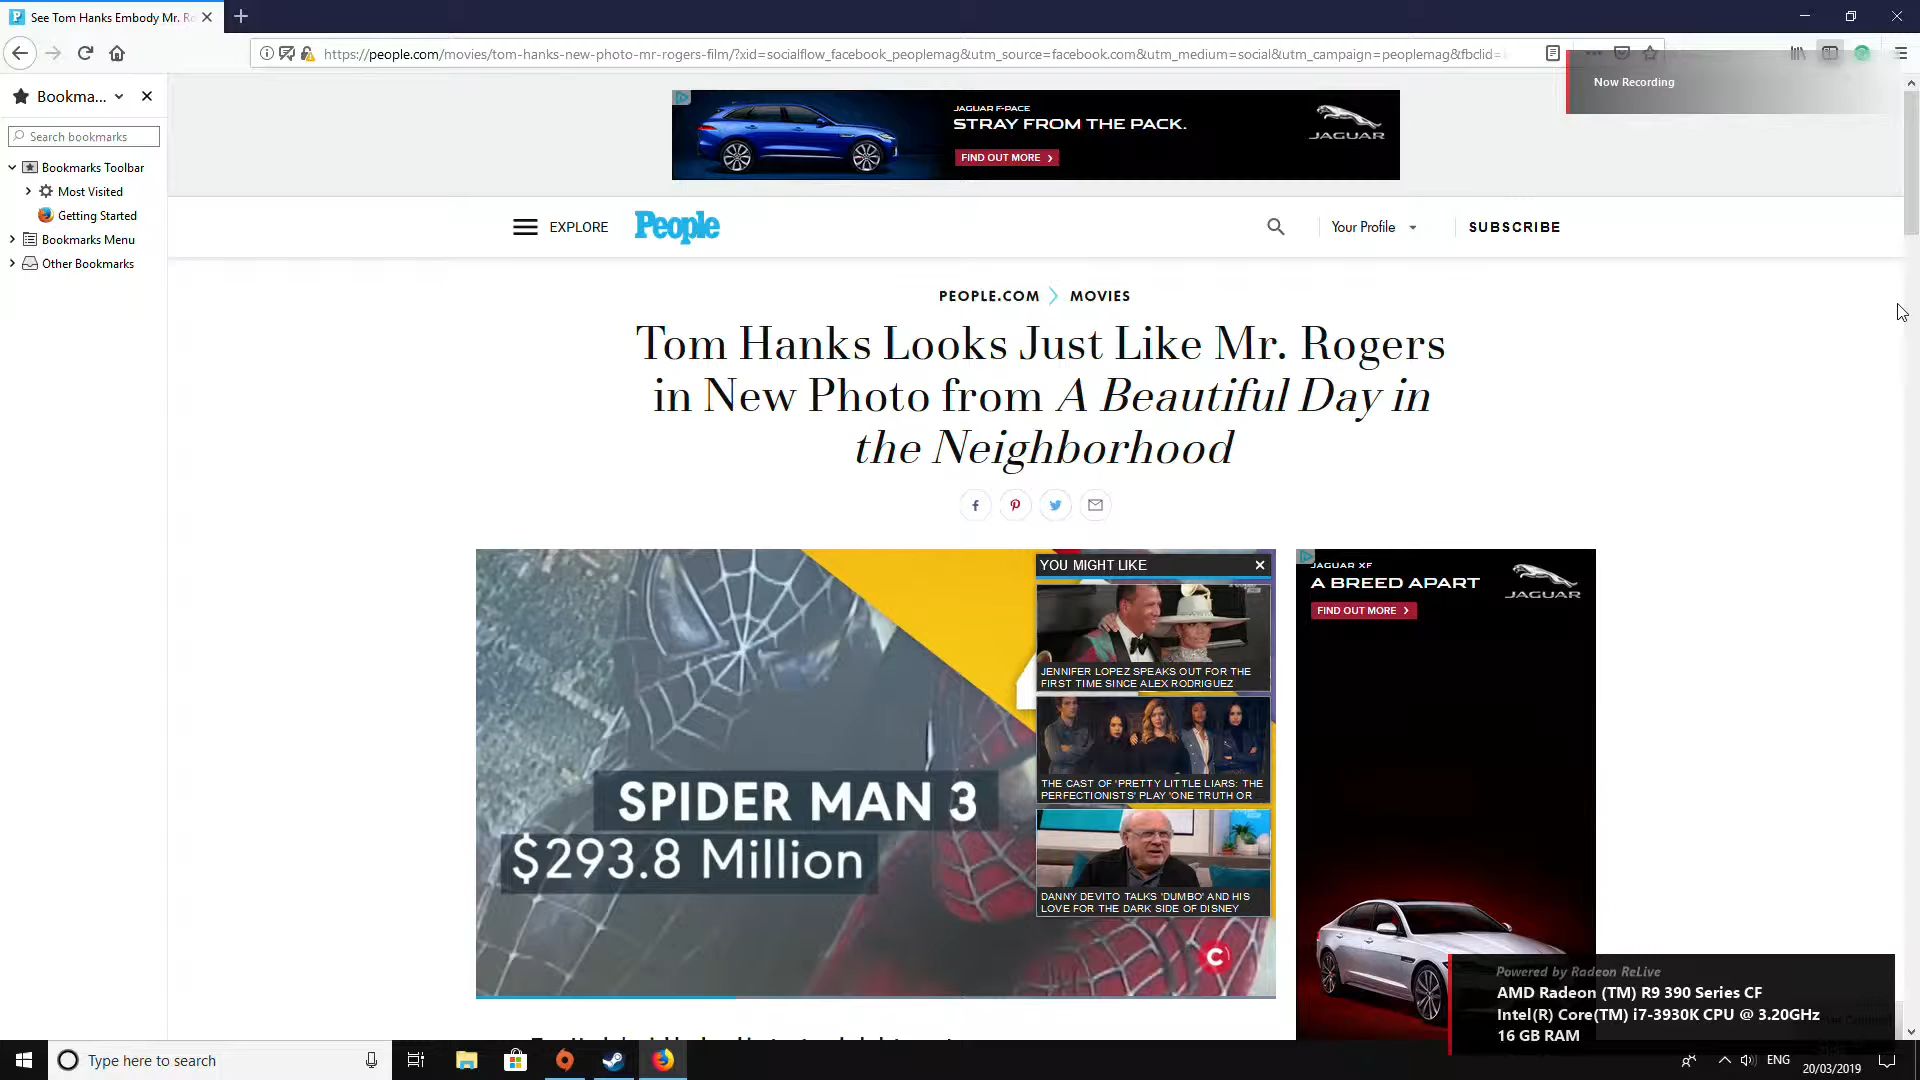 See Tom Hanks Embody Mr. Ro
https://people.com/movies/tom-hanks-new-photo-mr-rogers-film/?xid=socialflow_facebook_peoplemag&utm_source=facebook.com&utm_medium=social&utm_campaign=peoplemag&fbclid=
Now Recording
Bookma...
Search bookmarks
Bookmarks Toolbar
Most Visited
Getting Started
Bookmarks Menu
Other Bookmarks
JAGUAR F-PACE
STRAY FROM THE PACK.
FIND OUT MORE
JAGUAR
EXPLORE
People
Your Profile
SUBSCRIBE
PEOPLE.COM
MOVIES
Tom Hanks Looks Just Like Mr. Rogers
in New Photo from A Beautiful Day in
the Neighborhood
SPIDER MAN 3
$293.8 Million
YOU MIGHT LIKE
JENNIFER LOPEZ SPEAKS OUT FOR THE
FIRST TIME SINCE ALEX RODRIGUEZ
THE CAST OF 'PRETTY LITTLE LIARS: THE
PERFECTIONISTS' PLAY 'ONE TRUTH OR
DANNY DEVITO TALKS 'DUMBO' AND HIS
LOVE FOR THE DARK SIDE OF DISNEY
JAGUAR XF
A BREED APART
FIND OUT MORE
JAGUAR
Powered by Radeon ReLive
AMD Radeon (TM) R9 390 Series CF
Intel(R) Core(TM) i7-3930K CPU @ 3.20GHz
16 GB RAM
Type here to search
ENG
20/03/2019